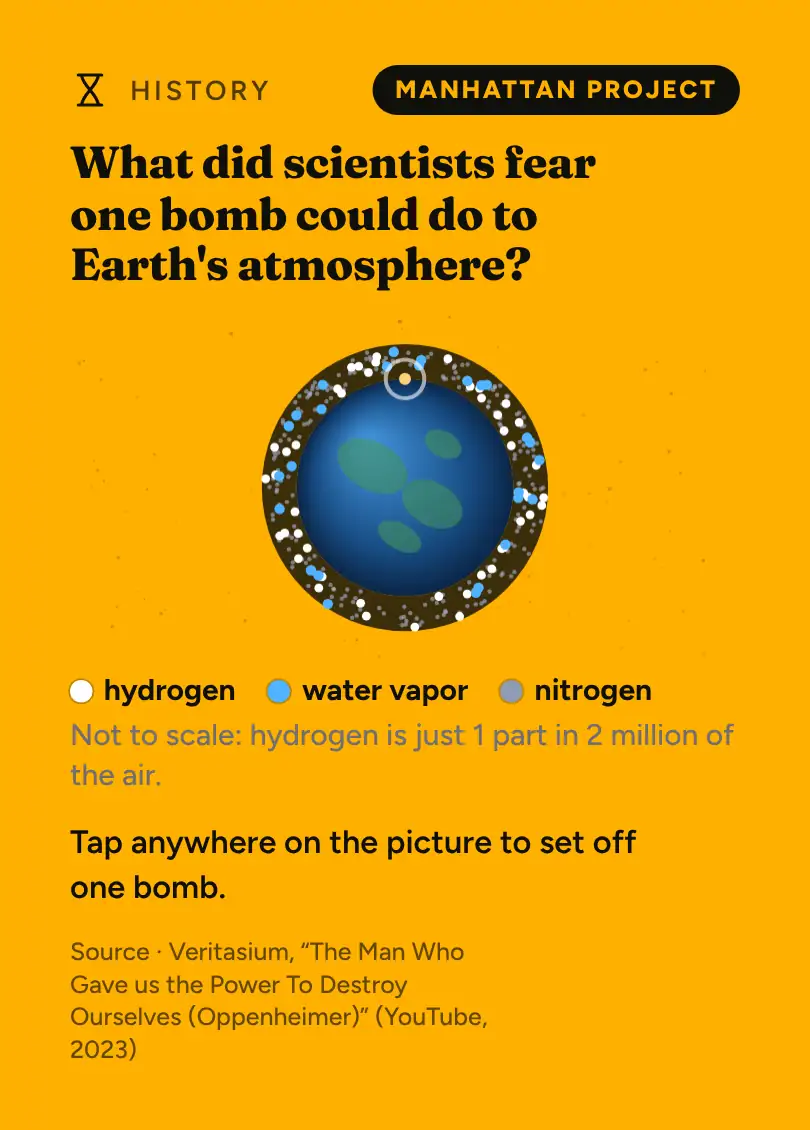 HISTORY
MANHATTAN PROJECT
What did scientists fear
one bomb could do to
Earth's atmosphere?
hydrogen water vapor nitrogen
Not to scale: hydrogen is just 1 part in 2 million of
the air.
Tap anywhere on the picture to set off
one bomb.
Source · Veritasium, “The Man Who
Gave us the Power To Destroy
Ourselves (Oppenheimer)” (YouTube,
2023)